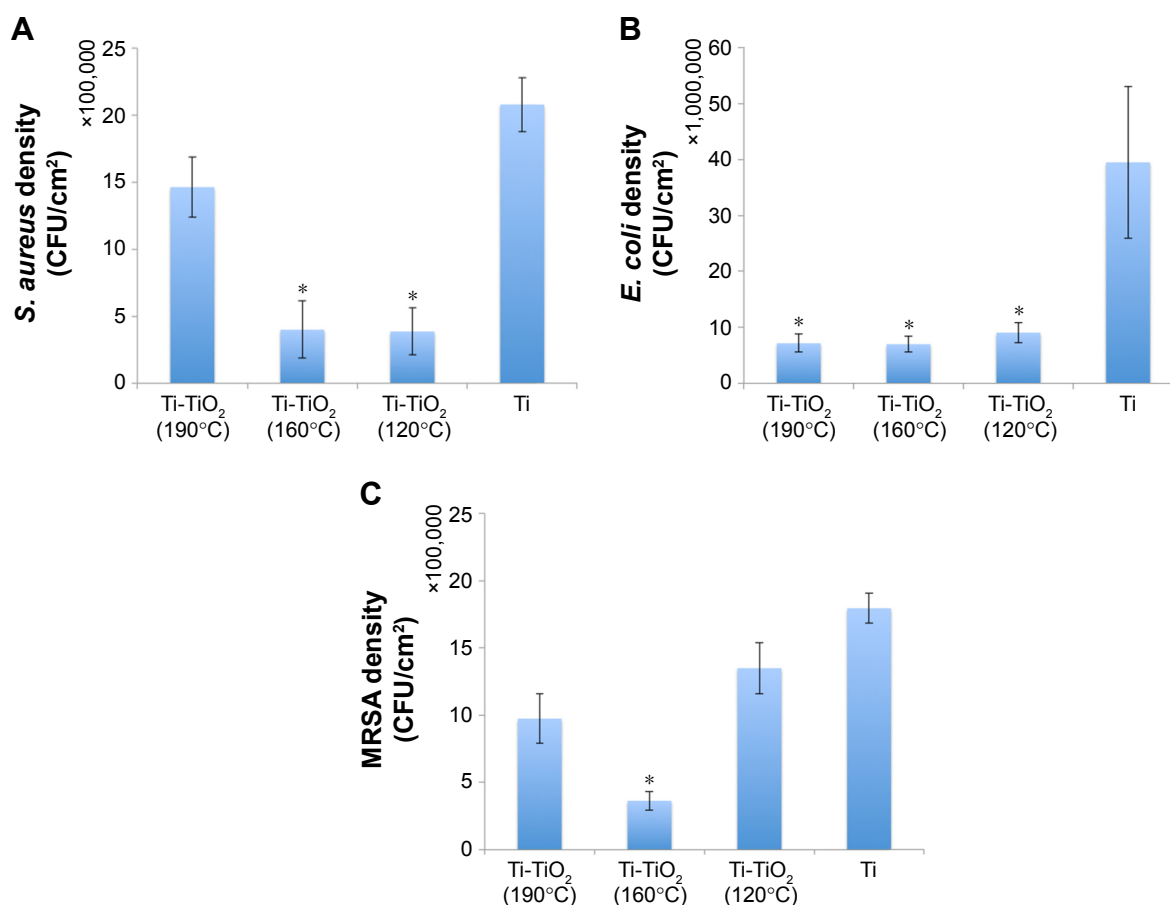 A
S. aureus density
(CFU/cm²)
×100,000
25
20
15
10
5
0
*
*
Ti-TiO₂
(190°C)
Ti-TiO₂
(160°C)
Ti-TiO₂
(120°C)
Ti
B
E. coli density
(CFU/cm²)
×1,000,000
60
50
40
30
20
10
0
*
*
*
Ti-TiO₂
(190°C)
Ti-TiO₂
(160°C)
Ti-TiO₂
(120°C)
Ti
C
MRSA density
(CFU/cm²)
×100,000
25
20
15
10
5
0
*
Ti-TiO₂
(190°C)
Ti-TiO₂
(160°C)
Ti-TiO₂
(120°C)
Ti